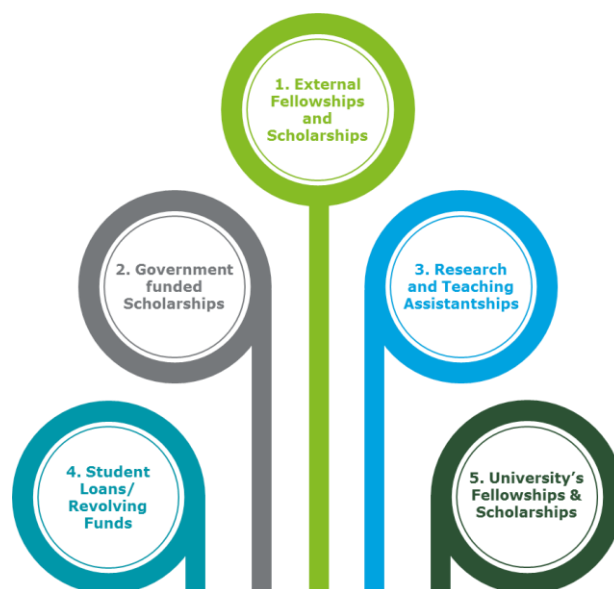 1. External
Fellowships
and
Scholarships
2. Government
funded
Scholarships
3. Research
and Teaching
Assistantships
4. Student
Loans/
Revolving
Funds
5. University’s
Fellowships &
Scholarships